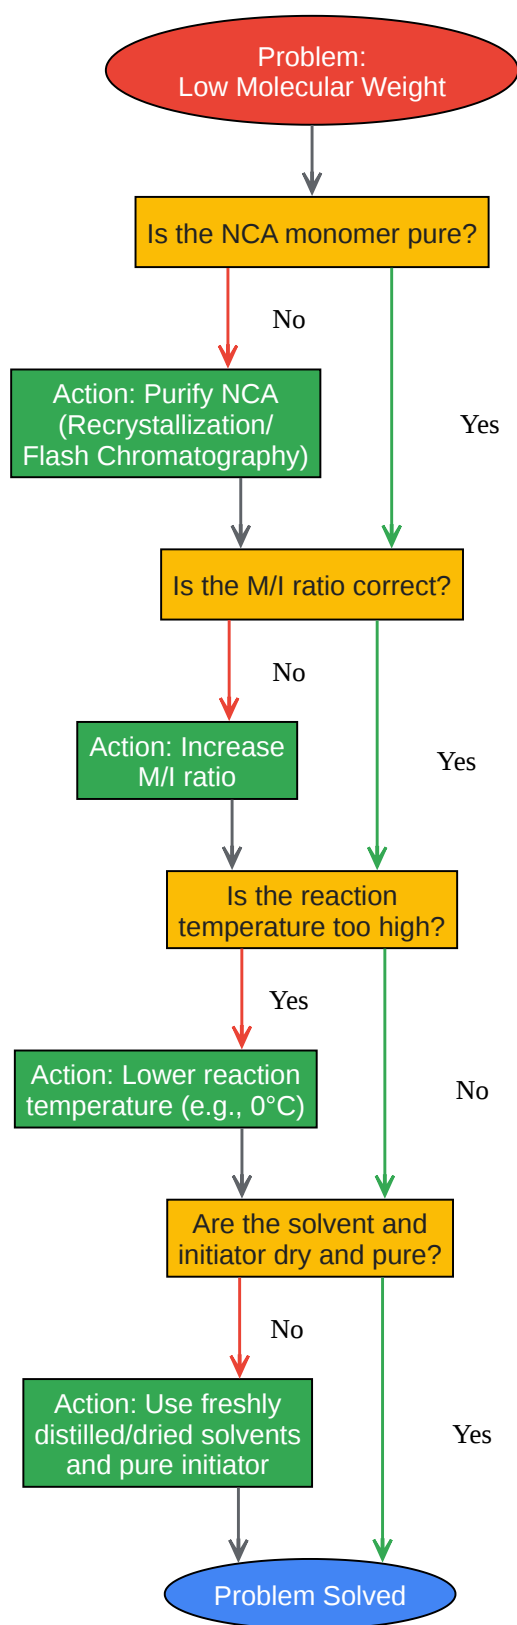 Problem:
Low Molecular Weight
Is the NCA monomer pure?
No
Action: Purify NCA
(Recrystallization/
Flash Chromatography)
Yes
Is the M/I ratio correct?
No
Action: Increase
M/I ratio
Yes
Is the reaction
temperature too high?
Yes
Action: Lower reaction
temperature (e.g., 0°C)
No
Are the solvent and
initiator dry and pure?
No
Action: Use freshly
distilled/dried solvents
and pure initiator
Yes
Problem Solved